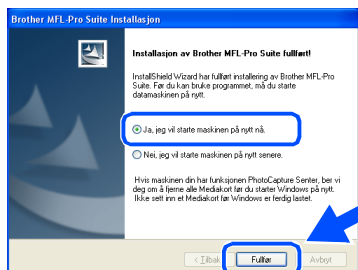 Brother MFL-Pro Suite Installasjon
Installasjon av Brother MFL-Pro Suite fullført!
InstallShield Wizard har fullført installering av Brother MFL-Pro
Suite. Før du kan bruke programmet, må du starte
datamaskinen på nytt.
Ja, jeg vil starte maskinen på nytt nå.
Nei, jeg vil starte maskinen på nytt senere.
Hvis maskinen din har funksjonen PhotoCapture Senter, ber vi
deg om å fjerne alle Mediakort før du starter Windows på nytt.
Ikke sett inn et Mediakort før Windows er ferdig lastet.
< Tilbak Fullfør Avbryt